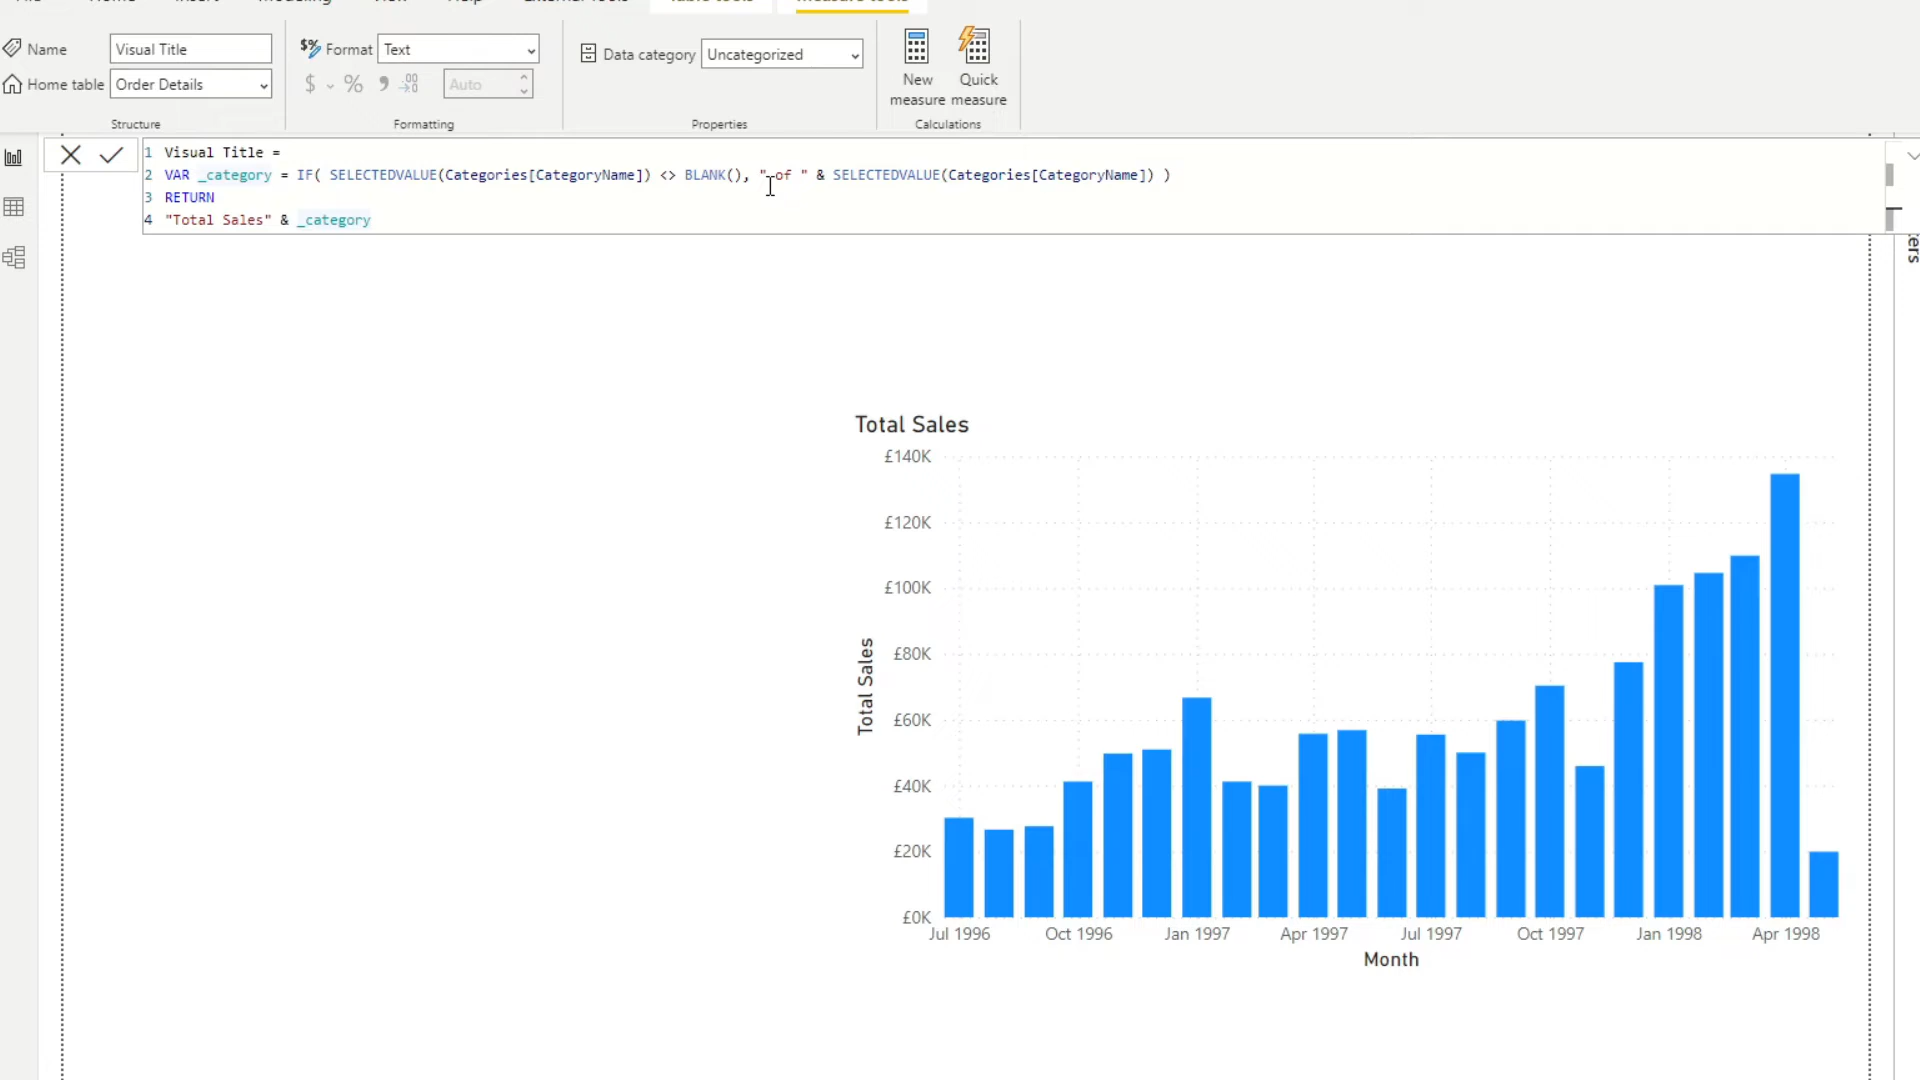 Name
Visual Title
Format
Text
Data category
Uncategorized
New
measure
Quick
measure
Home table
Order Details
$
%
Auto
Structure
Formatting
Properties
Calculations
1 Visual Title =
2 VAR _category = IF( SELECTEDVALUE(Categories[CategoryName]) <> BLANK(), " of " & SELECTEDVALUE(Categories[CategoryName]) )
3 RETURN
4 "Total Sales" & _category
Total Sales
£140K
£120K
£100K
£80K
£60K
£40K
£20K
£0K
Total Sales
Jul 1996
Oct 1996
Jan 1997
Apr 1997
Jul 1997
Oct 1997
Jan 1998
Apr 1998
Month